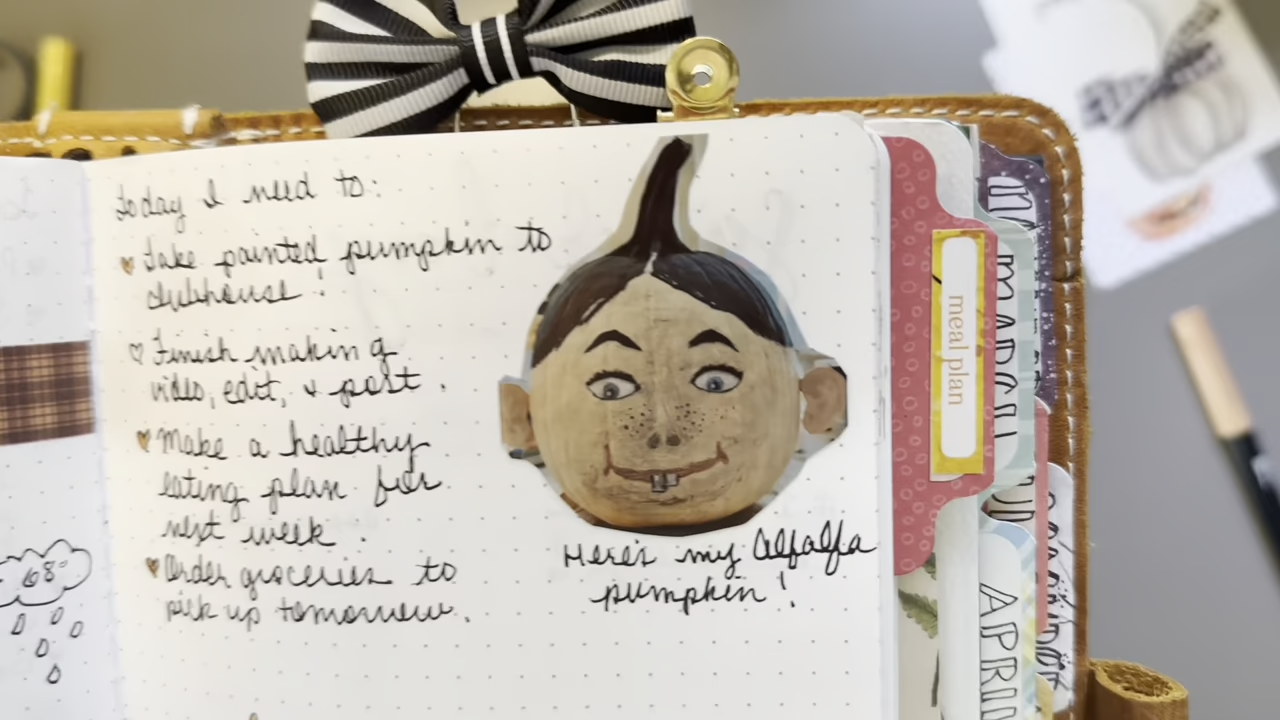 Today I need to:
Take painted pumpkin to
clubhouse!
Finish making
video, edit, & post.
Make a healthy
eating plan for
next week.
Order groceries to
pick up tomorrow.
Here's my Alfalfa
pumpkin!
68°
meal plan
MARCH
APRIL